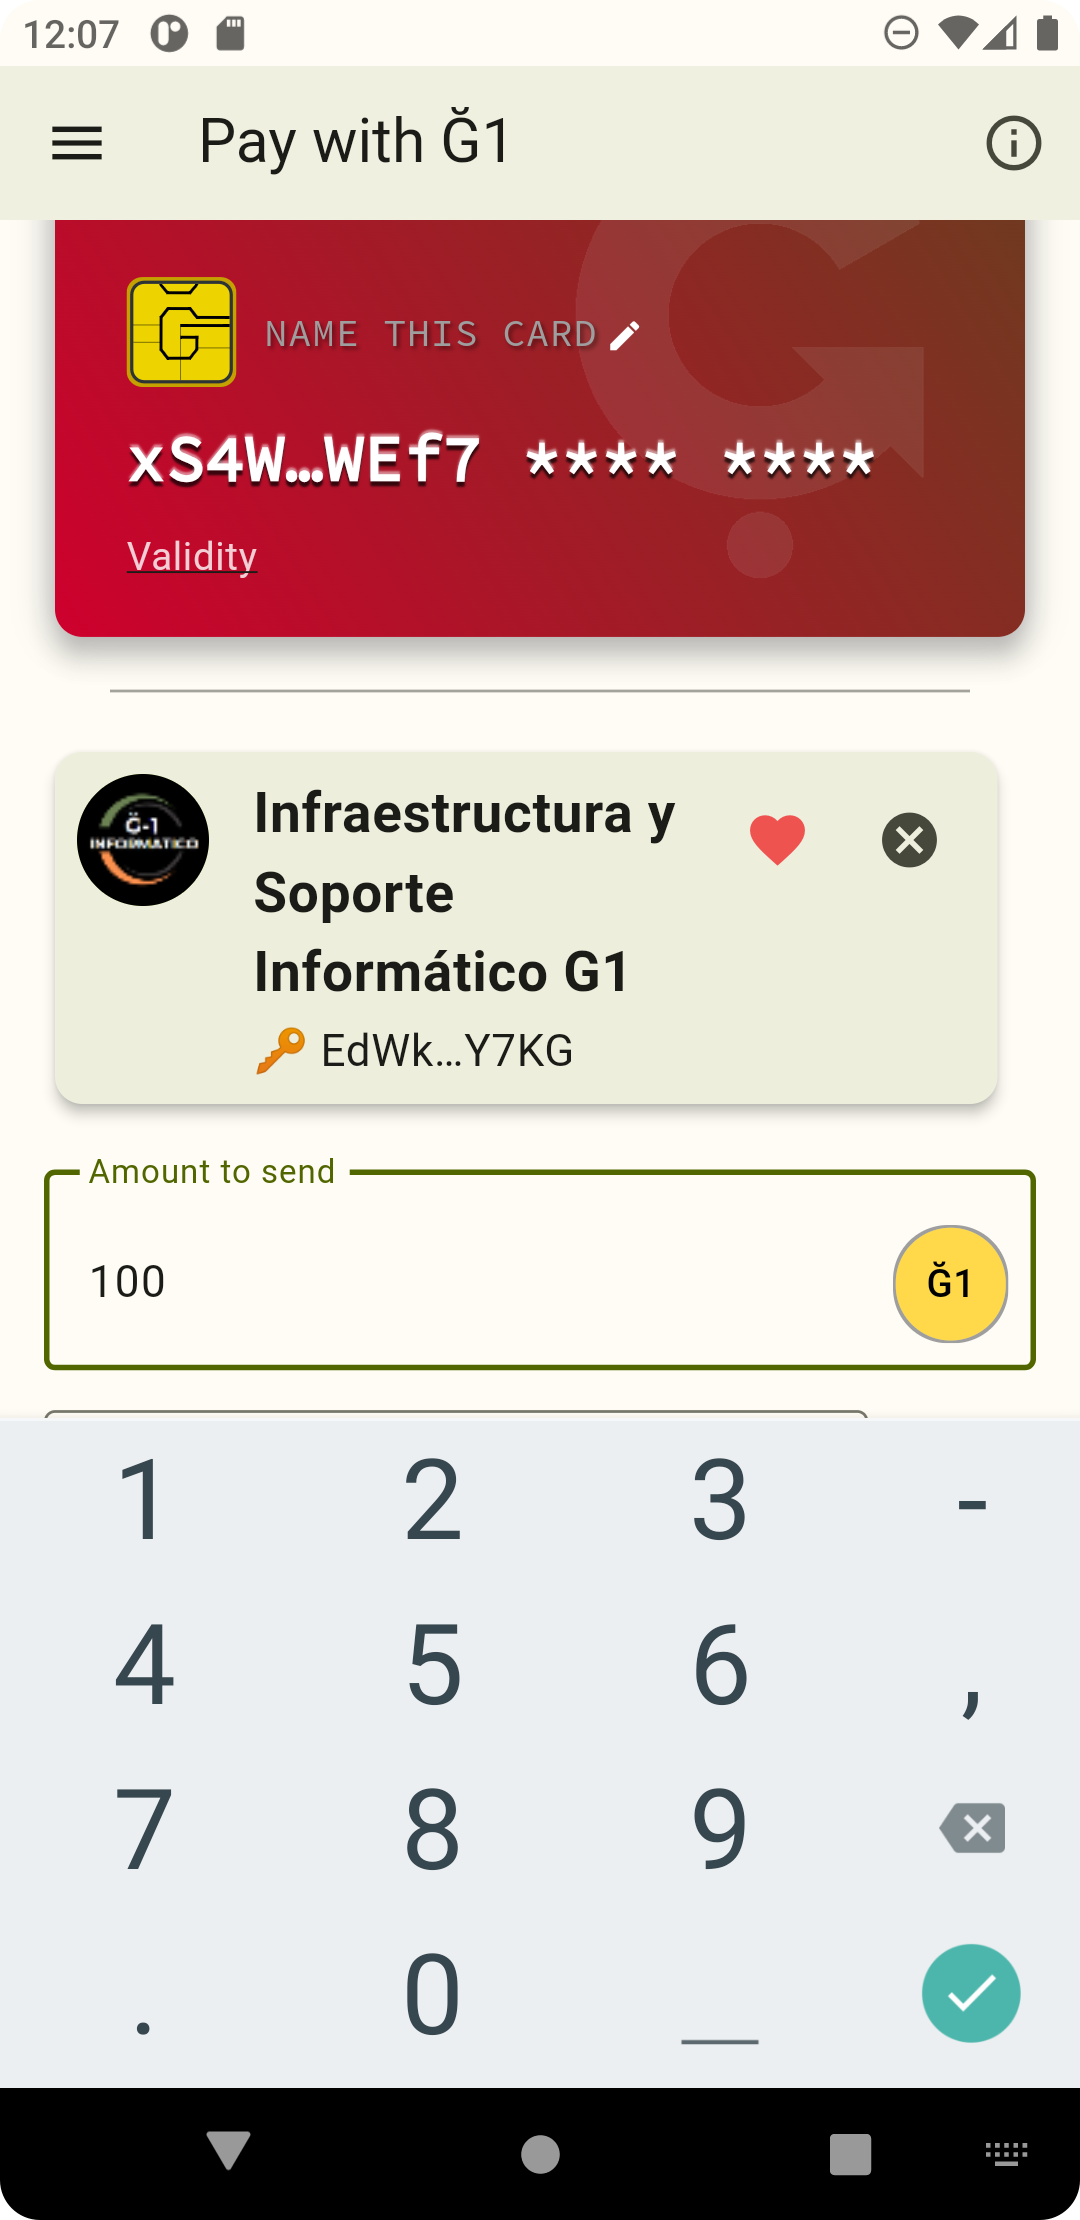 12:07
Pay with Ğ1
NAME THIS CARD
xS4W…WEf7 **** ****
Validity
Ğ-1
INFORMATICO
Infraestructura y
Soporte
Informático G1
🔑 EdWk…Y7KG
Amount to send
100
Ğ1
1 2 3 -
4 5 6 ,
7 8 9
. 0 _